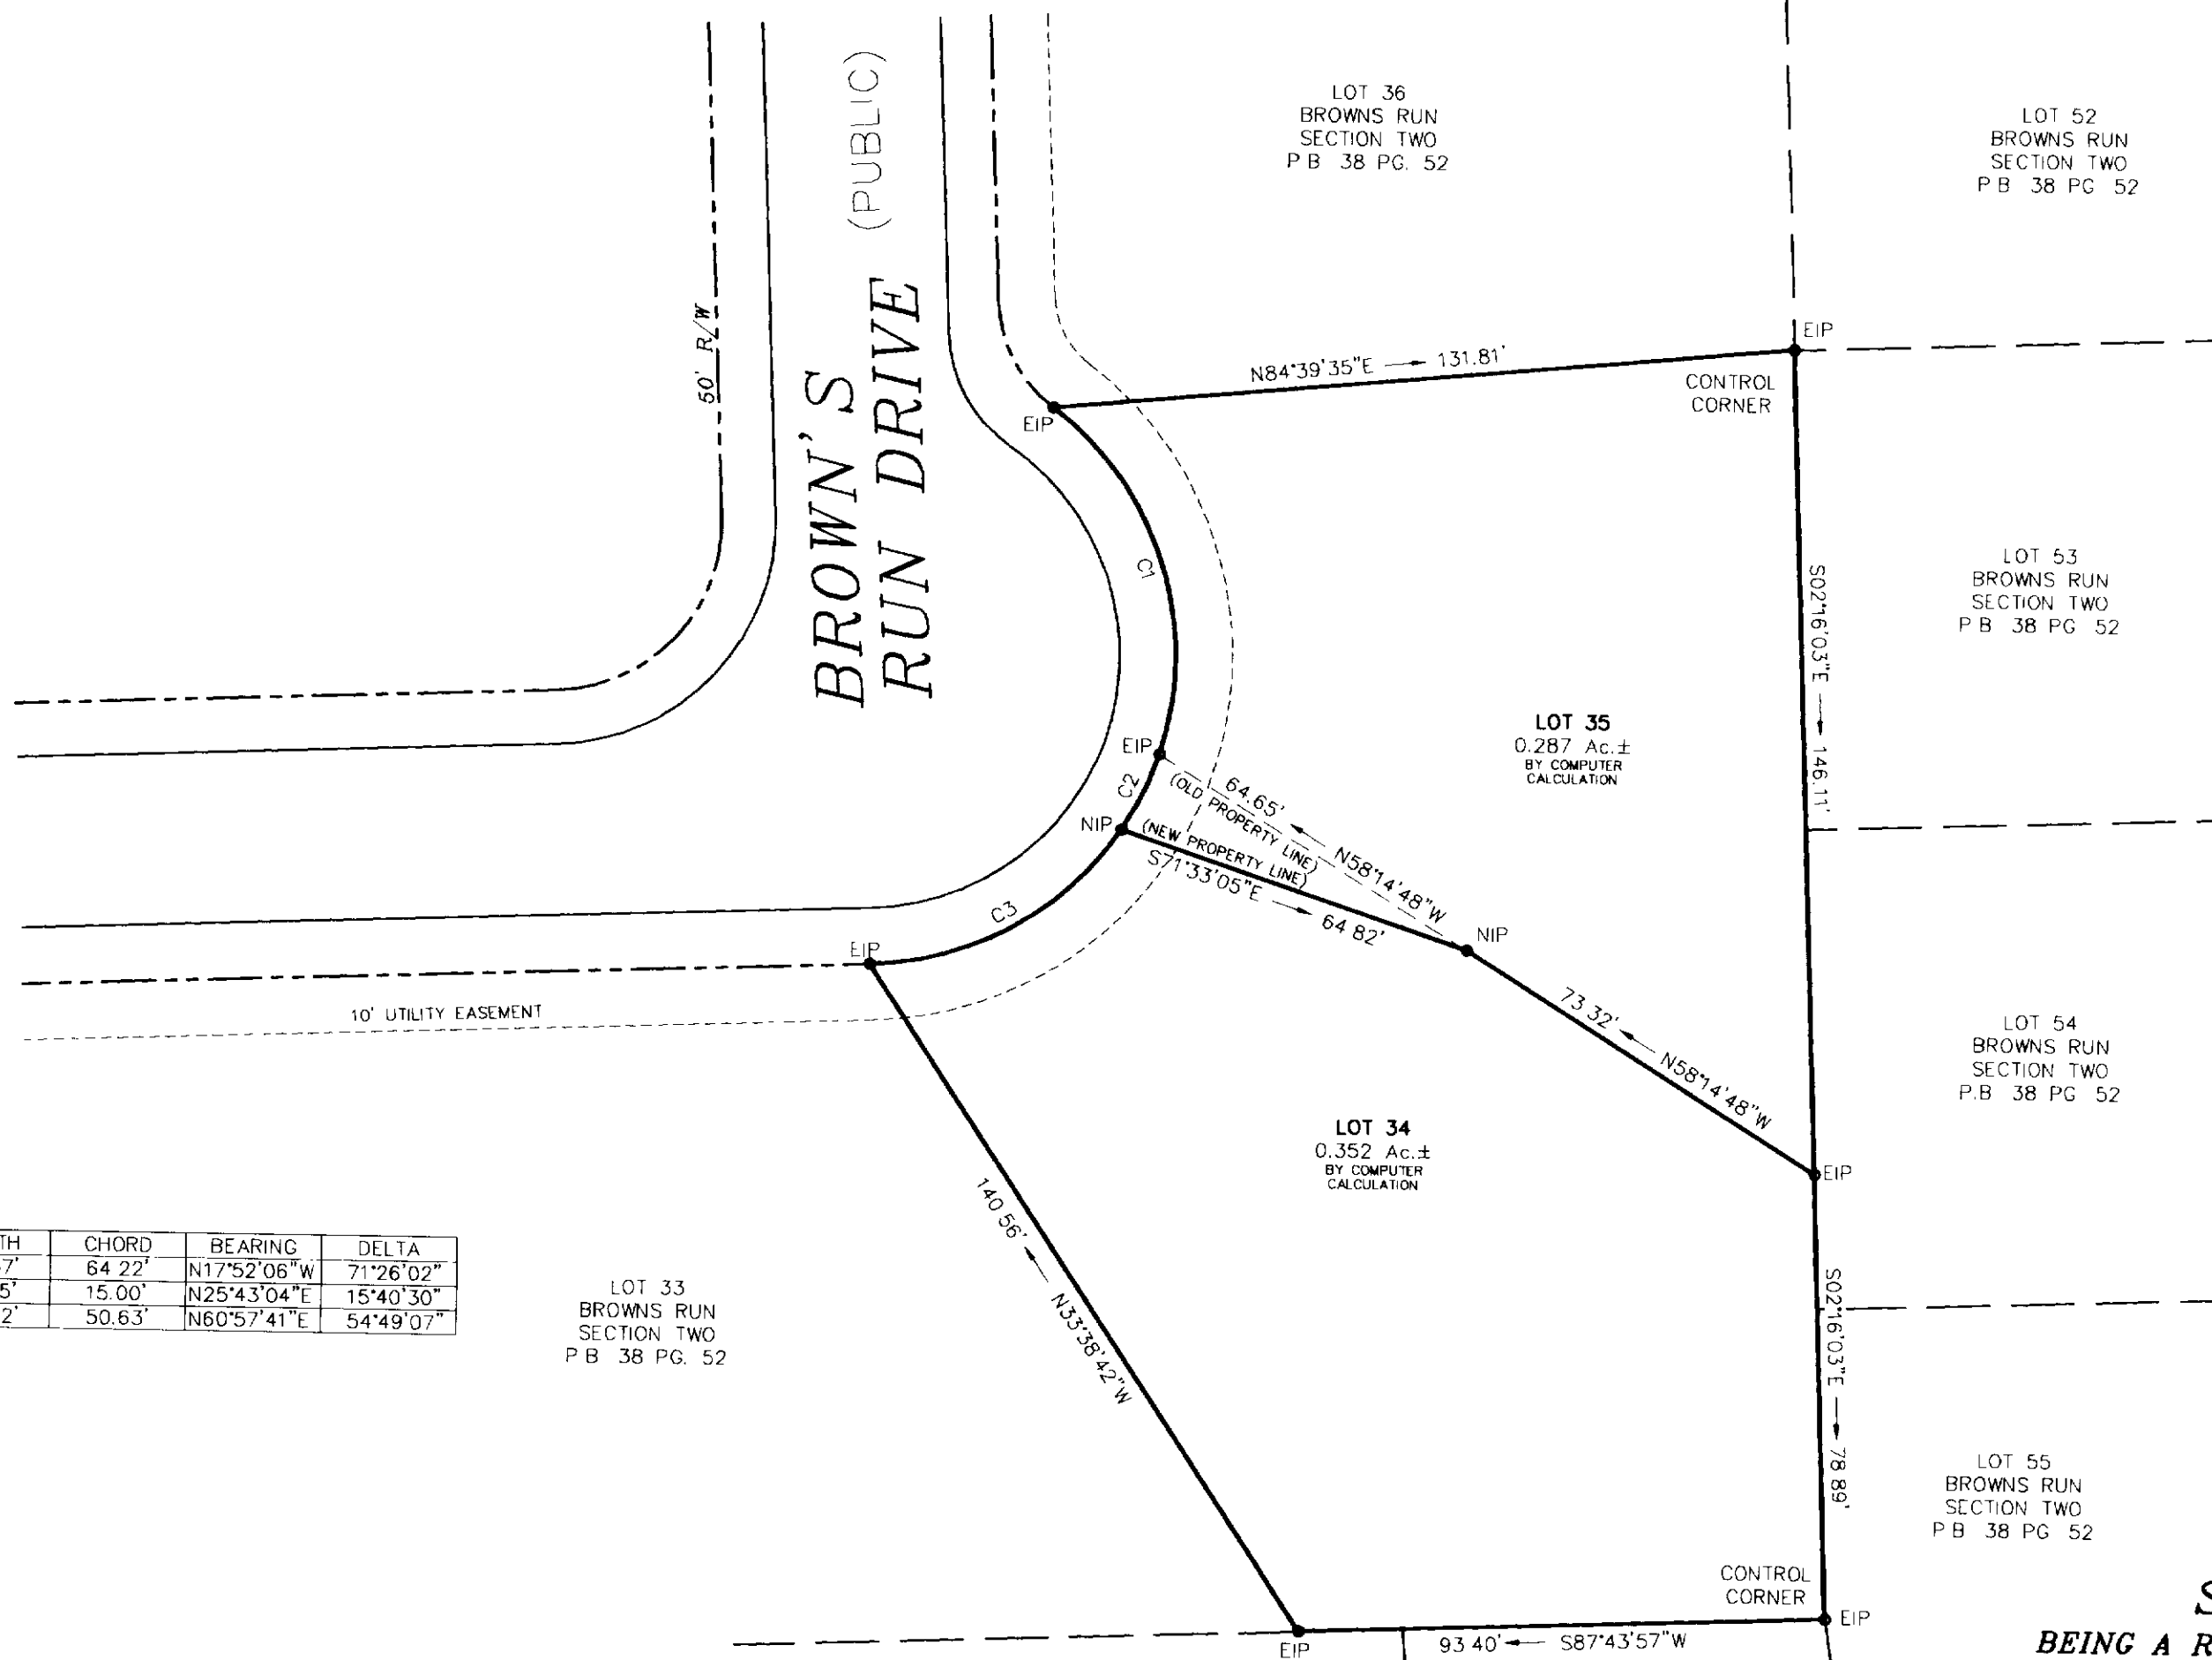 LOT 36
BROWNS RUN
SECTION TWO
P B 38 PG. 52
LOT 52
BROWNS RUN
SECTION TWO
P B 38 PG 52
(PUBLIC)
BROWN'S
RUN DRIVE
50' R/W
EIP
N84°39'35"E 131.81'
CONTROL
CORNER
EIP
C1
LOT 53
BROWNS RUN
SECTION TWO
P B 38 PG 52
S02°16'03"E 146.11'
LOT 35
0.287 Ac.±
BY COMPUTER
CALCULATION
EIP
C2
64.65' N58°14'48"W
(OLD PROPERTY LINE)
NIP
(NEW PROPERTY LINE)
S71°33'05"E 64 82'
NIP
C3
EIP
10' UTILITY EASEMENT
73 32' N58°14'48"W
LOT 54
BROWNS RUN
SECTION TWO
P.B 38 PG 52
LOT 34
0.352 Ac.±
BY COMPUTER
CALCULATION
EIP
140 56' N33°38'42"W
TH CHORD BEARING DELTA
7' 64 22' N17°52'06"W 71°26'02"
5' 15.00' N25°43'04"E 15°40'30"
2' 50.63' N60°57'41"E 54°49'07"
LOT 33
BROWNS RUN
SECTION TWO
P B 38 PG. 52
S02°16'03"E 78 89'
LOT 55
BROWNS RUN
SECTION TWO
P B 38 PG 52
CONTROL
CORNER
EIP
EIP
93 40' S87°43'57"W
S
BEING A R